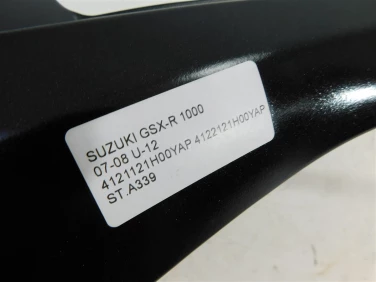 SUZUKI GSX-R 1000
07-08 U-12
4121121H00YAP 4122121H00YAP
ST.A339